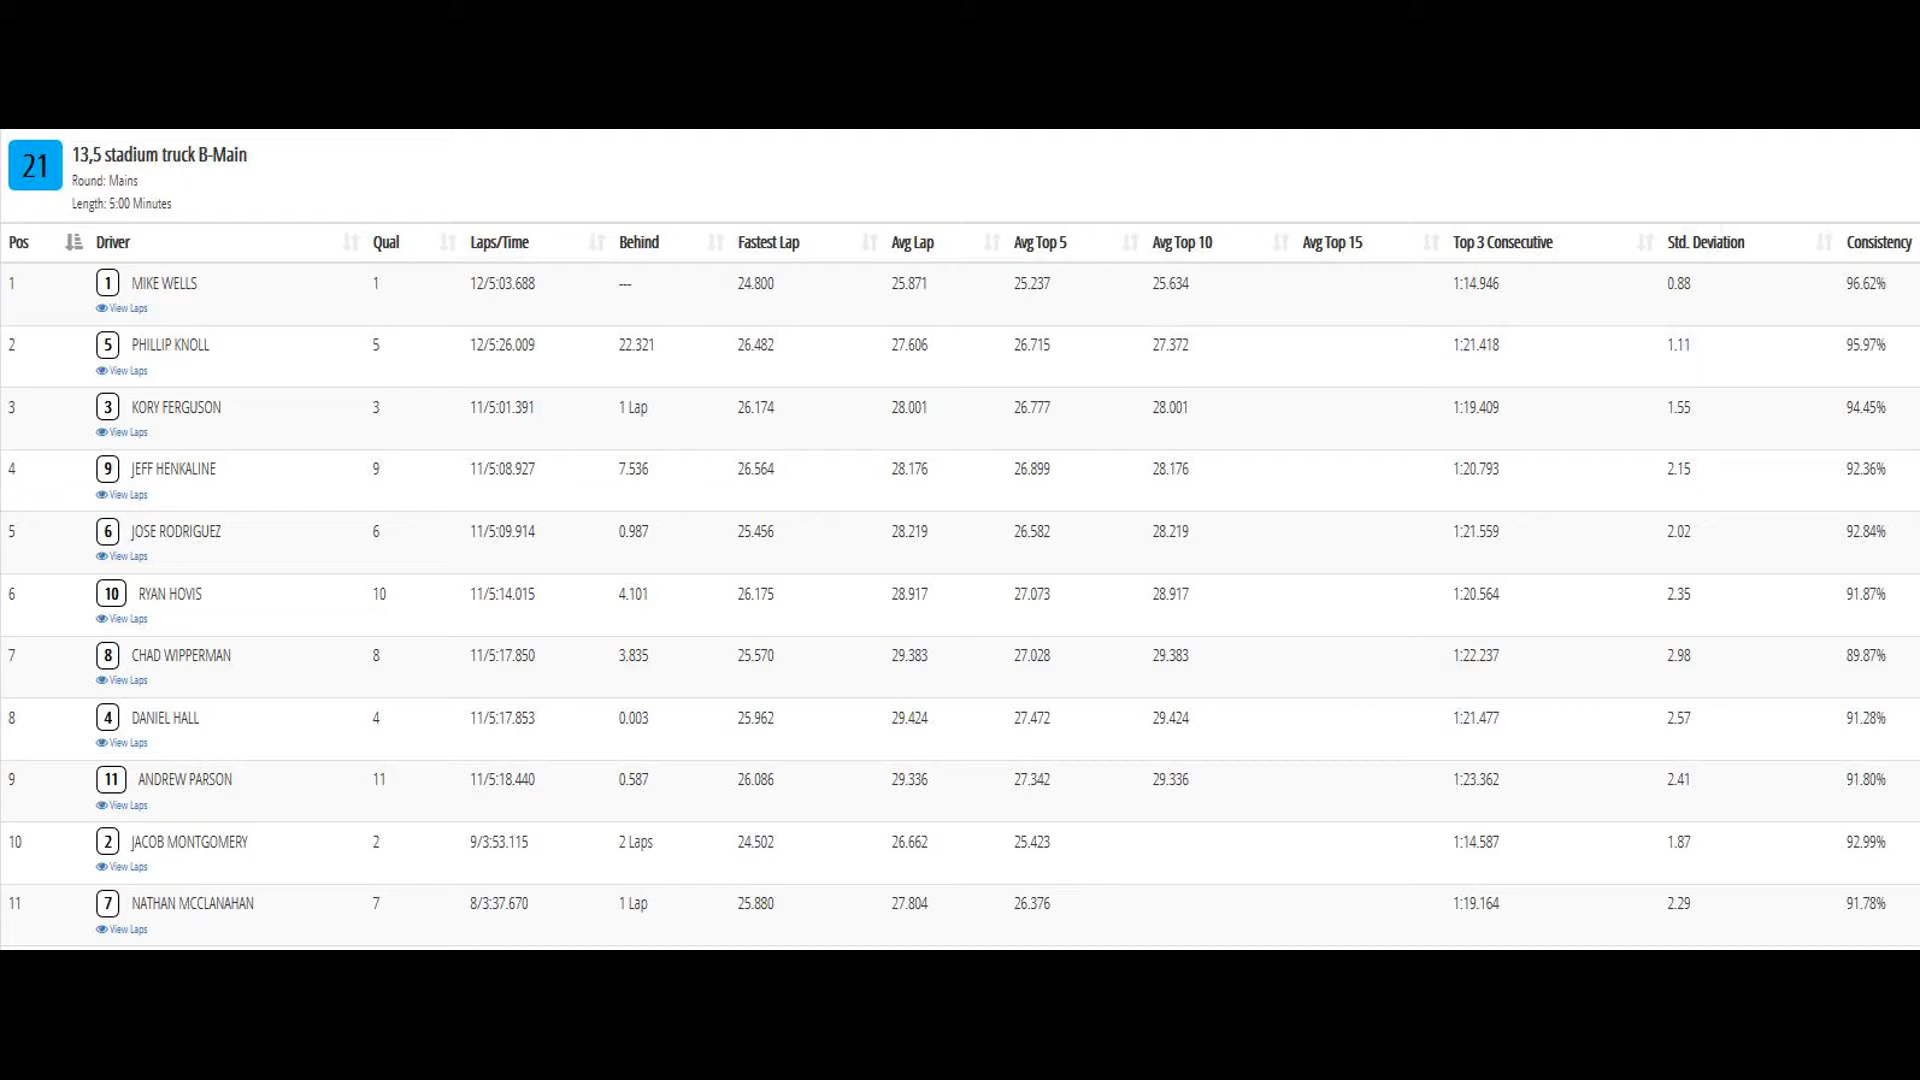 21
13,5 stadium truck B-Main
Round: Mains
Length: 5:00 Minutes
Pos Driver Qual Laps/Time Behind Fastest Lap Avg Lap Avg Top 5 Avg Top 10 Avg Top 15 Top 3 Consecutive Std. Deviation Consistency
1 1 MIKE WELLS 1 12/5:03.688 --- 24.800 25.871 25.237 25.634 1:14.946 0.88 96.62%
View Laps
2 5 PHILLIP KNOLL 5 12/5:26.009 22.321 26.482 27.606 26.715 27.372 1:21.418 1.11 95.97%
View Laps
3 3 KORY FERGUSON 3 11/5:01.391 1 Lap 26.174 28.001 26.777 28.001 1:19.409 1.55 94.45%
View Laps
4 9 JEFF HENKALINE 9 11/5:08.927 7.536 26.564 28.176 26.899 28.176 1:20.793 2.15 92.36%
View Laps
5 6 JOSE RODRIGUEZ 6 11/5:09.914 0.987 25.456 28.219 26.582 28.219 1:21.559 2.02 92.84%
View Laps
6 10 RYAN HOVIS 10 11/5:14.015 4.101 26.175 28.917 27.073 28.917 1:20.564 2.35 91.87%
View Laps
7 8 CHAD WIPPERMAN 8 11/5:17.850 3.835 25.570 29.383 27.028 29.383 1:22.237 2.98 89.87%
View Laps
8 4 DANIEL HALL 4 11/5:17.853 0.003 25.962 29.424 27.472 29.424 1:21.477 2.57 91.28%
View Laps
9 11 ANDREW PARSON 11 11/5:18.440 0.587 26.086 29.336 27.342 29.336 1:23.362 2.41 91.80%
View Laps
10 2 JACOB MONTGOMERY 2 9/3:53.115 2 Laps 24.502 26.662 25.423 1:14.587 1.87 92.99%
View Laps
11 7 NATHAN MCCLANAHAN 7 8/3:37.670 1 Lap 25.880 27.804 26.376 1:19.164 2.29 91.78%
View Laps